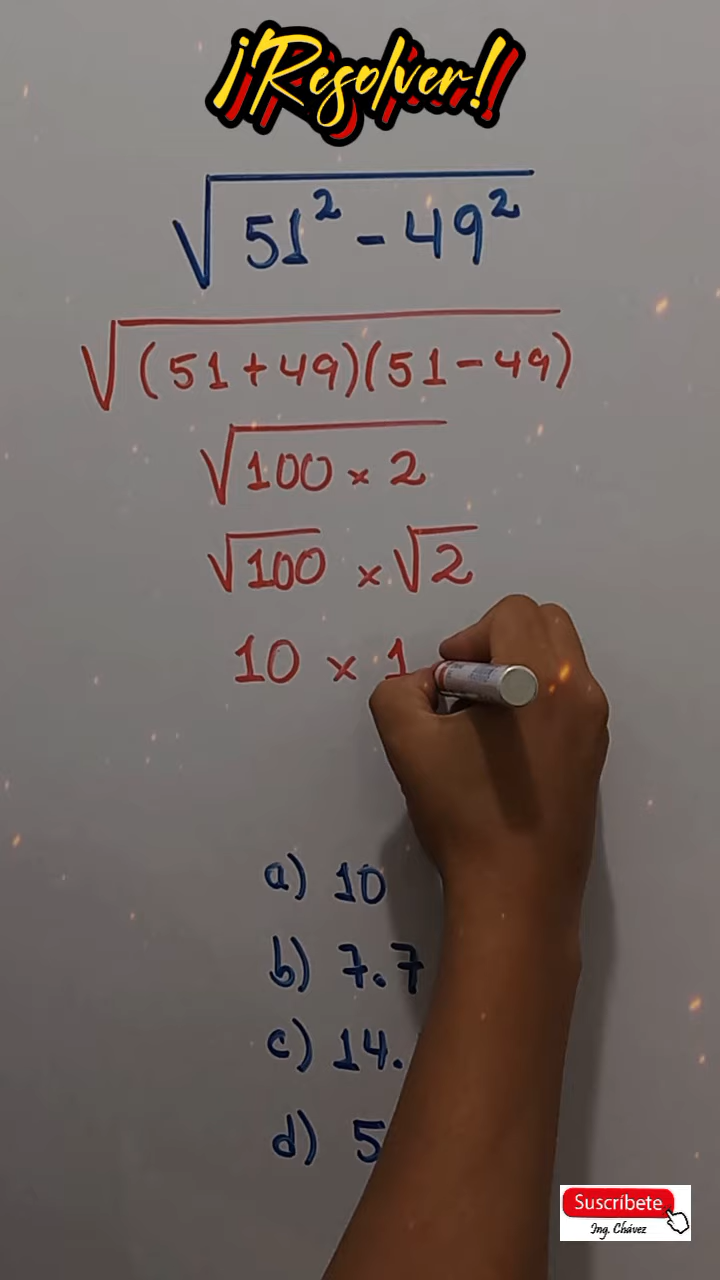 ¡Resolver!
√51² - 49²
√(51+49)(51-49)
√100 × 2
√100 × √2
10 × 1
a) 10
b) 7.7
c) 14.
d) 5
Suscríbete
Ing. Chávez